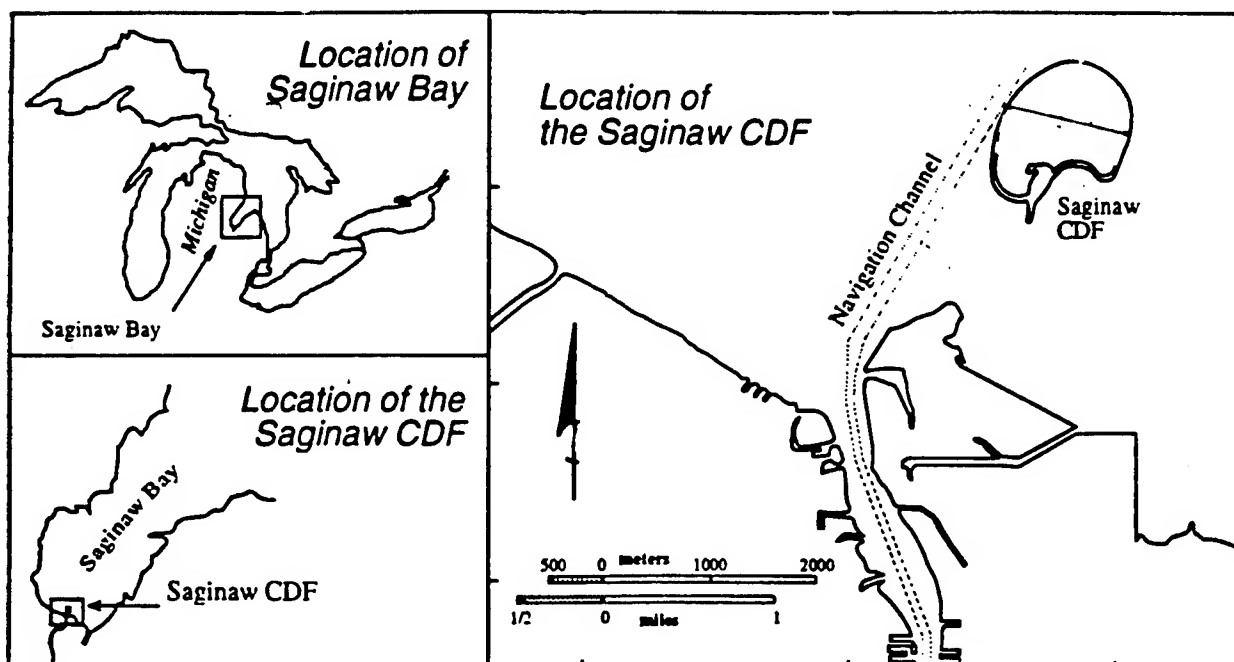 Location of
Saginaw Bay
Michigan
Saginaw Bay
Location of the
Saginaw CDF
Saginaw Bay
Saginaw CDF
Location of
the Saginaw CDF
Navigation Channel
Saginaw
CDF
500 0 meters 1000 2000
1/2 0 miles 1